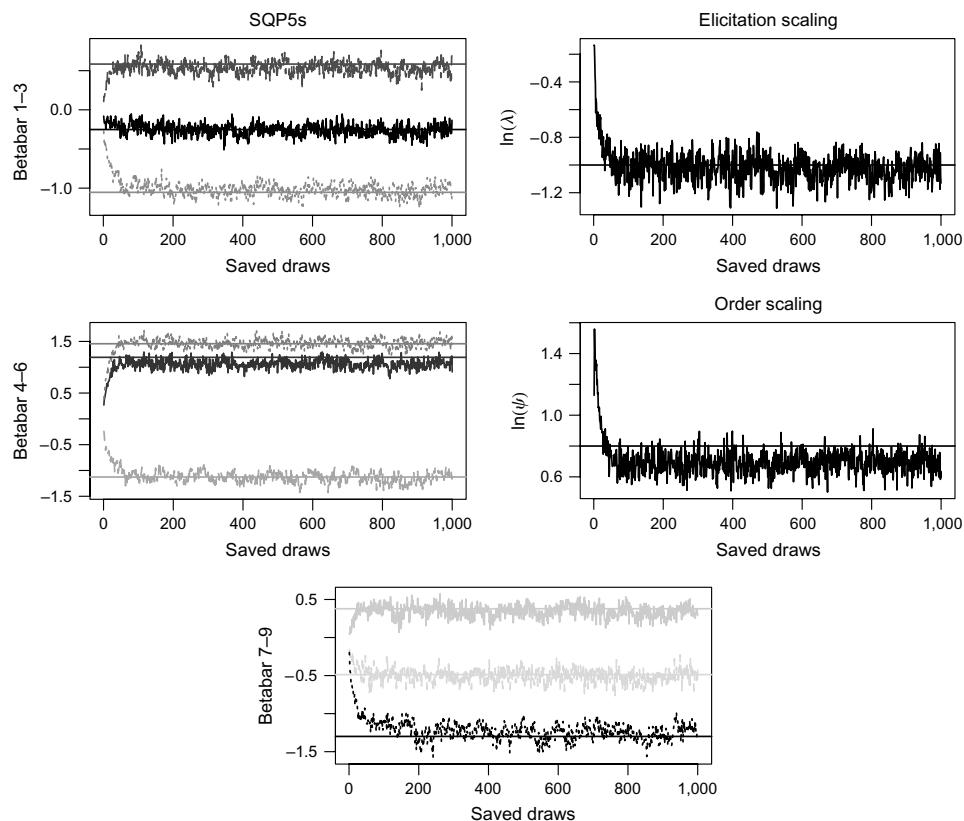 SQP5s
Betabar 1–3
0.0
−1.0
0 200 400 600 800 1,000
Saved draws
Elicitation scaling
ln(λ)
−0.4
−0.8
−1.2
0 200 400 600 800 1,000
Saved draws
Betabar 4–6
1.5
0.5
−0.5
−1.5
0 200 400 600 800 1,000
Saved draws
Order scaling
ln(ψ)
1.4
1.0
0.6
0 200 400 600 800 1,000
Saved draws
Betabar 7–9
0.5
−0.5
−1.5
0 200 400 600 800 1,000
Saved draws